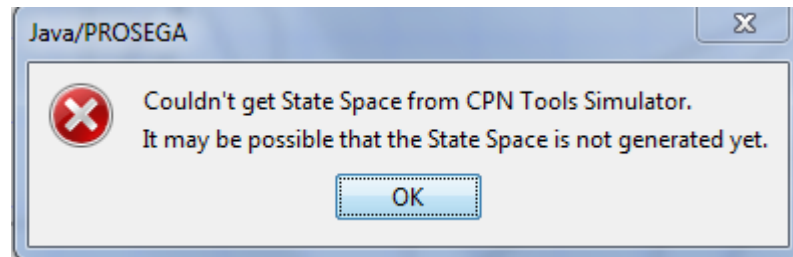 Java/PROSEGA
Couldn't get State Space from CPN Tools Simulator.
It may be possible that the State Space is not generated yet.
OK